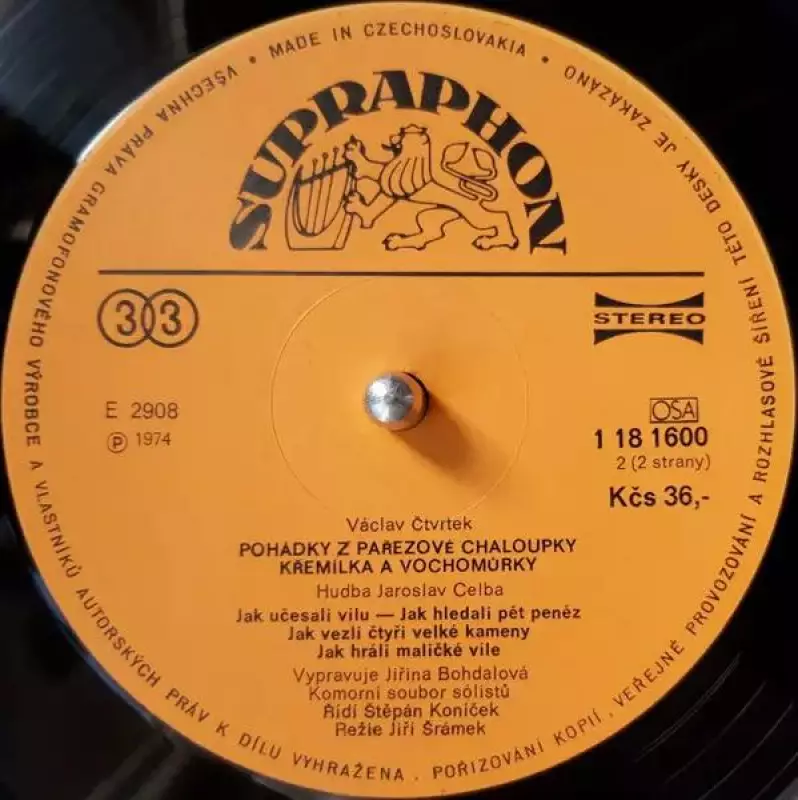 VŠECHNA PRÁVA GRAMOFONOVÉHO VÝROBCE A VLASTNÍKŮ AUTORSKÝCH PRÁV K DÍLU VYHRAŽENA. POŘIZOVÁNÍ KOPIÍ, VEŘEJNÉ PROVOZOVÁNÍ A ROZHLASOVÉ ŠÍŘENÍ TÉTO DESKY JE ZAKÁZÁNO
• MADE IN CZECHOSLOVAKIA •
SUPRAPHON
33
STEREO
E 2908
Ⓟ 1974
OSA
1 18 1600
2 (2 strany)
Kčs 36,-
Václav Čtvrtek
POHÁDKY Z PAŘEZOVÉ CHALOUPKY
KŘEMÍLKA A VOCHOMŮRKY
Hudba Jaroslav Celba
Jak učesali vílu — Jak hledali pět peněz
Jak vezli čtyři velké kameny
Jak hráli maličké víle
Vypravuje Jiřina Bohdalová
Komorní soubor sólistů
Řídí Štěpán Koníček
Režie Jiří Šrámek